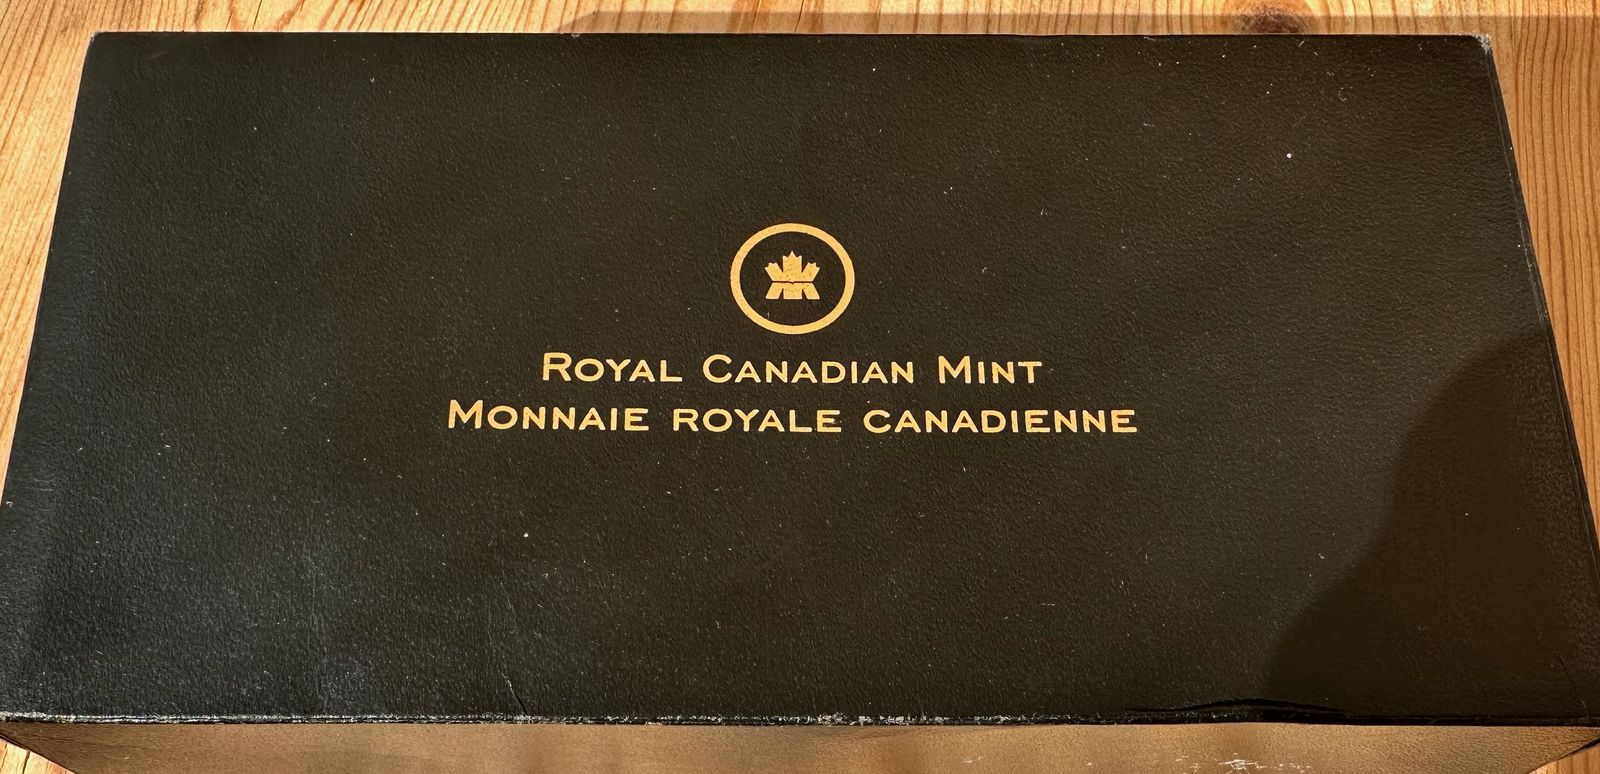 Royal Canadian Mint
Monnaie royale canadienne